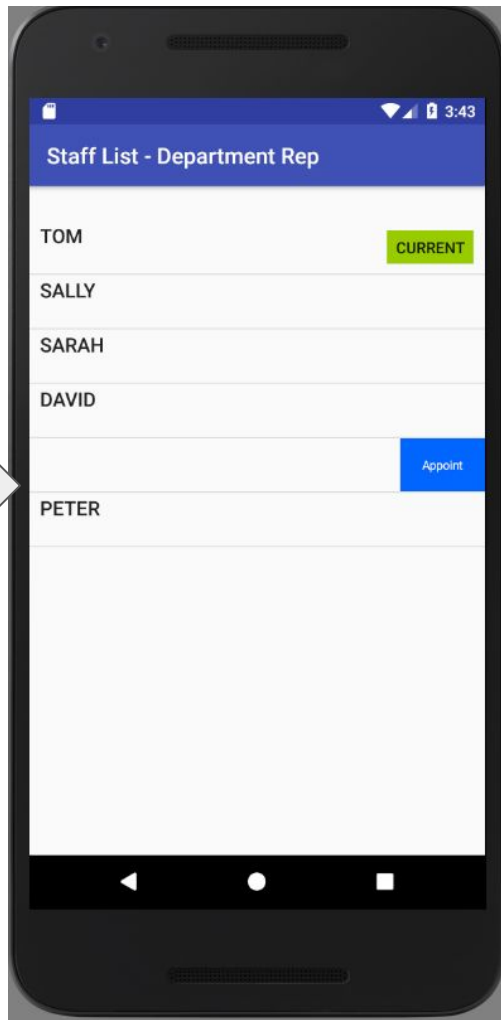 3:43
Staff List - Department Rep
TOM
CURRENT
SALLY
SARAH
DAVID
Appoint
PETER